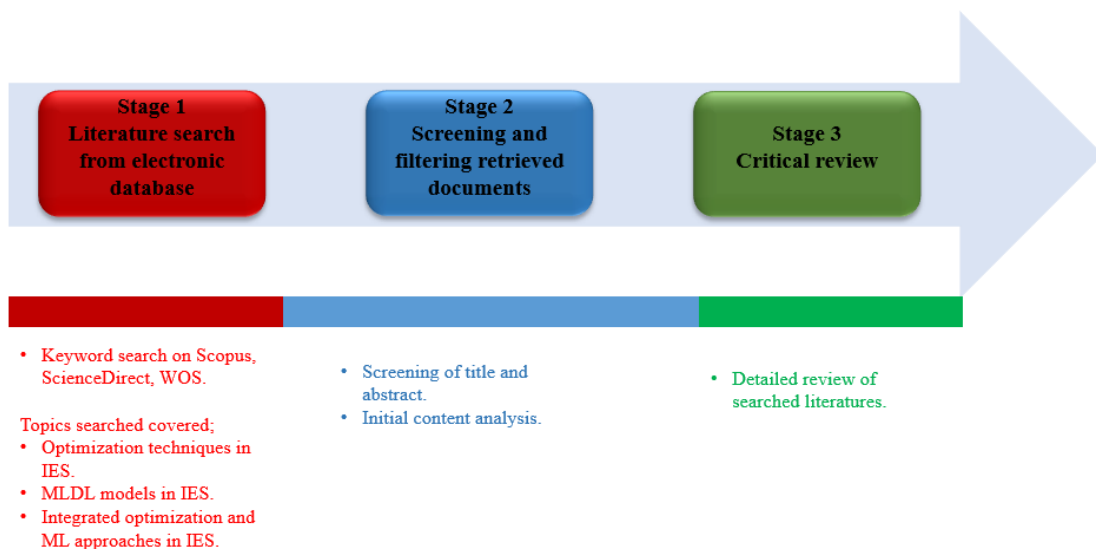 Stage 1
Literature search
from electronic
database
Stage 2
Screening and
filtering retrieved
documents
Stage 3
Critical review
• Keyword search on Scopus,
ScienceDirect, WOS.
Topics searched covered;
• Optimization techniques in
IES.
• MLDL models in IES.
• Integrated optimization and
ML approaches in IES.
• Screening of title and
abstract.
• Initial content analysis.
• Detailed review of
searched literatures.